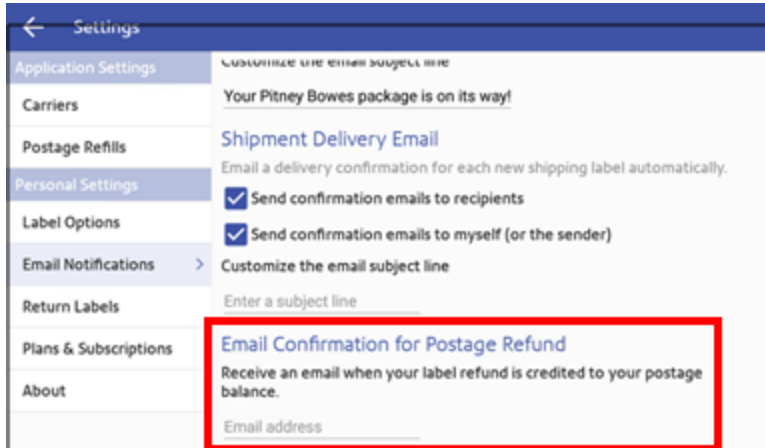 Settings
Application Settings
Carriers
Postage Refills
Personal Settings
Label Options
Email Notifications
Return Labels
Plans & Subscriptions
About
Customize the email subject line
Your Pitney Bowes package is on its way!
Shipment Delivery Email
Email a delivery confirmation for each new shipping label automatically.
Send confirmation emails to recipients
Send confirmation emails to myself (or the sender)
Customize the email subject line
Enter a subject line
Email Confirmation for Postage Refund
Receive an email when your label refund is credited to your postage
balance.
Email address